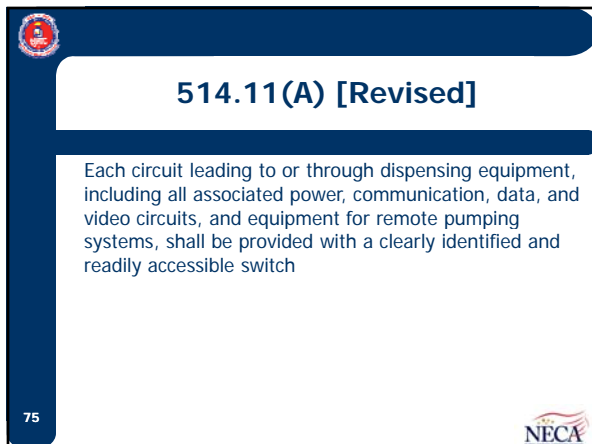 514.11(A) [Revised]
Each circuit leading to or through dispensing equipment,
including all associated power, communication, data, and
video circuits, and equipment for remote pumping
systems, shall be provided with a clearly identified and
readily accessible switch
75
NECA